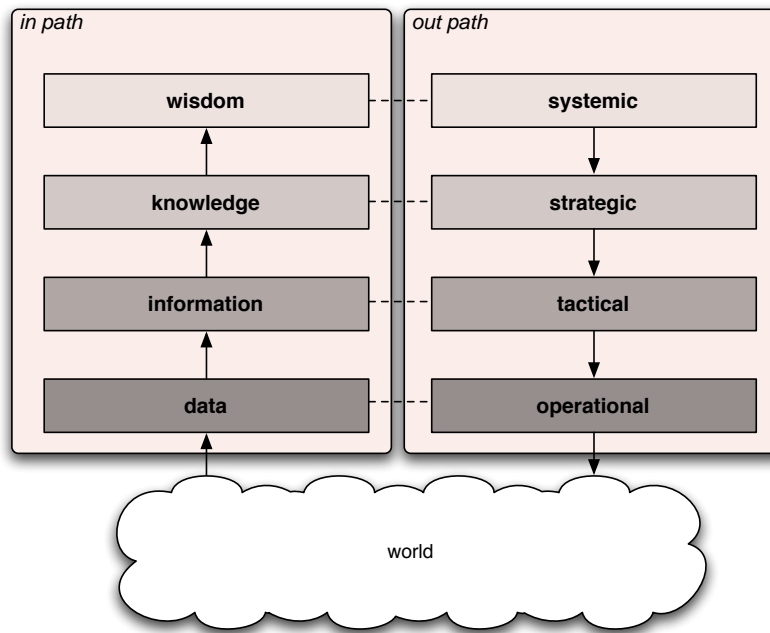 in path
out path
wisdom
systemic
knowledge
strategic
information
tactical
data
operational
world